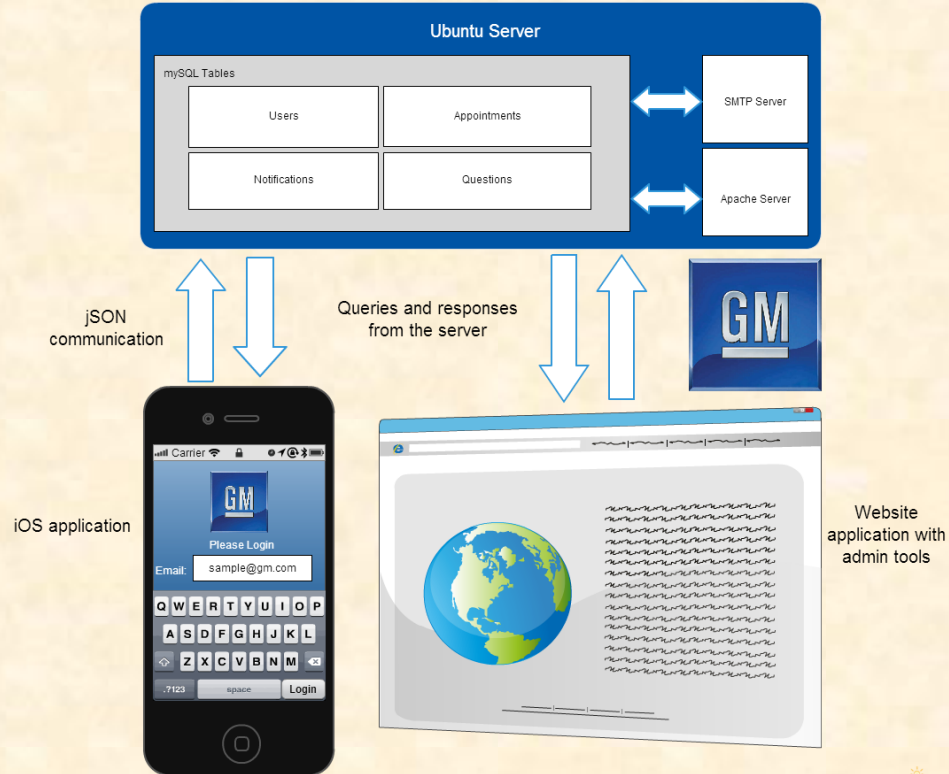 Ubuntu Server
mySQL Tables
Users
Appointments
Notifications
Questions
SMTP Server
Apache Server
jSON
communication
Queries and responses
from the server
GM
iOS application
Carrier
GM
Please Login
Email:
sample@gm.com
Q W E R T Y U I O P
A S D F G H J K L
Z X C V B N M
.?123 space Login
Website
application with
admin tools